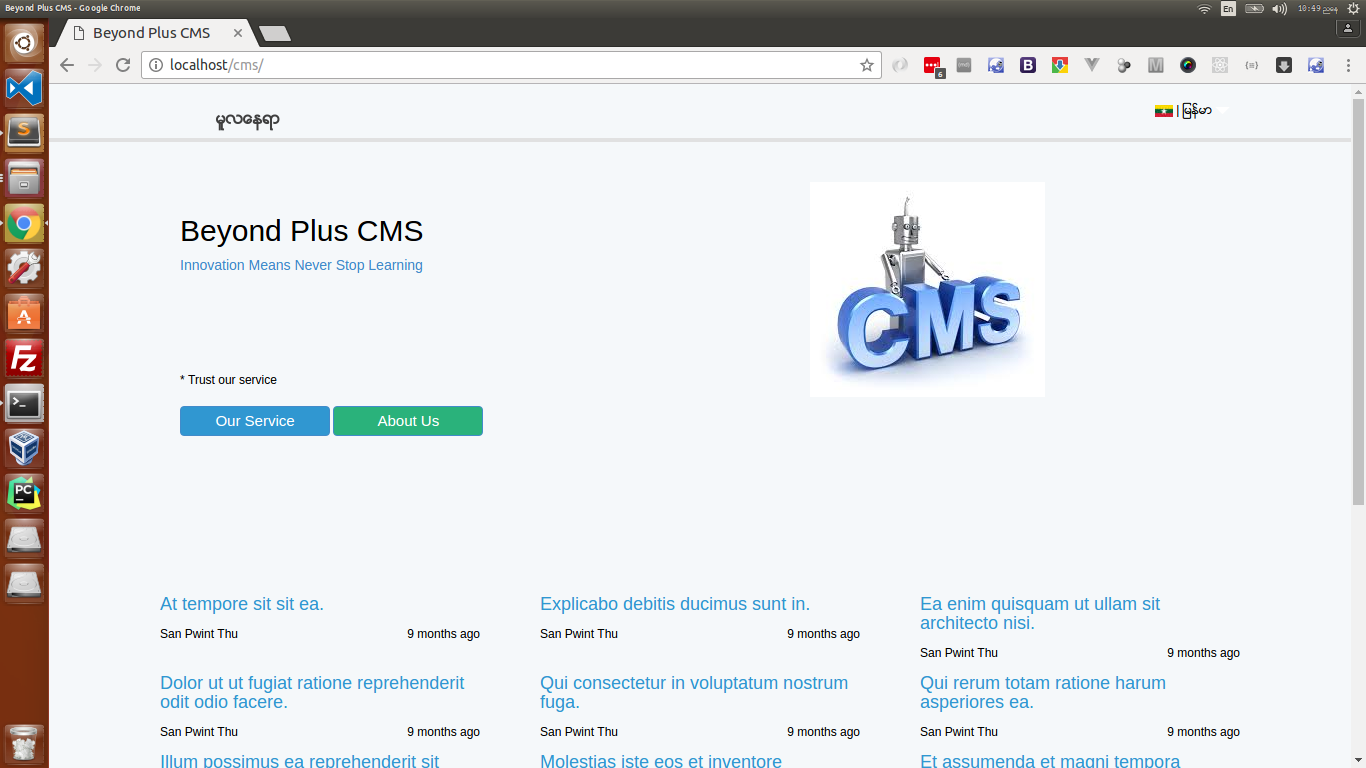 Beyond Plus CMS - Google Chrome
En
10:49 ညနေ
Beyond Plus CMS
localhost/cms/
6
မူလနေရာ
| မြန်မာ
Beyond Plus CMS
Innovation Means Never Stop Learning
CMS
* Trust our service
Our Service
About Us
At tempore sit sit ea.
San Pwint Thu
9 months ago
Explicabo debitis ducimus sunt in.
San Pwint Thu
9 months ago
Ea enim quisquam ut ullam sit
architecto nisi.
San Pwint Thu
9 months ago
Dolor ut ut fugiat ratione reprehenderit
odit odio facere.
San Pwint Thu
9 months ago
Qui consectetur in voluptatum nostrum
fuga.
San Pwint Thu
9 months ago
Qui rerum totam ratione harum
asperiores ea.
San Pwint Thu
9 months ago
Illum possimus ea reprehenderit sit
Molestias iste eos et inventore
Et assumenda et magni tempora